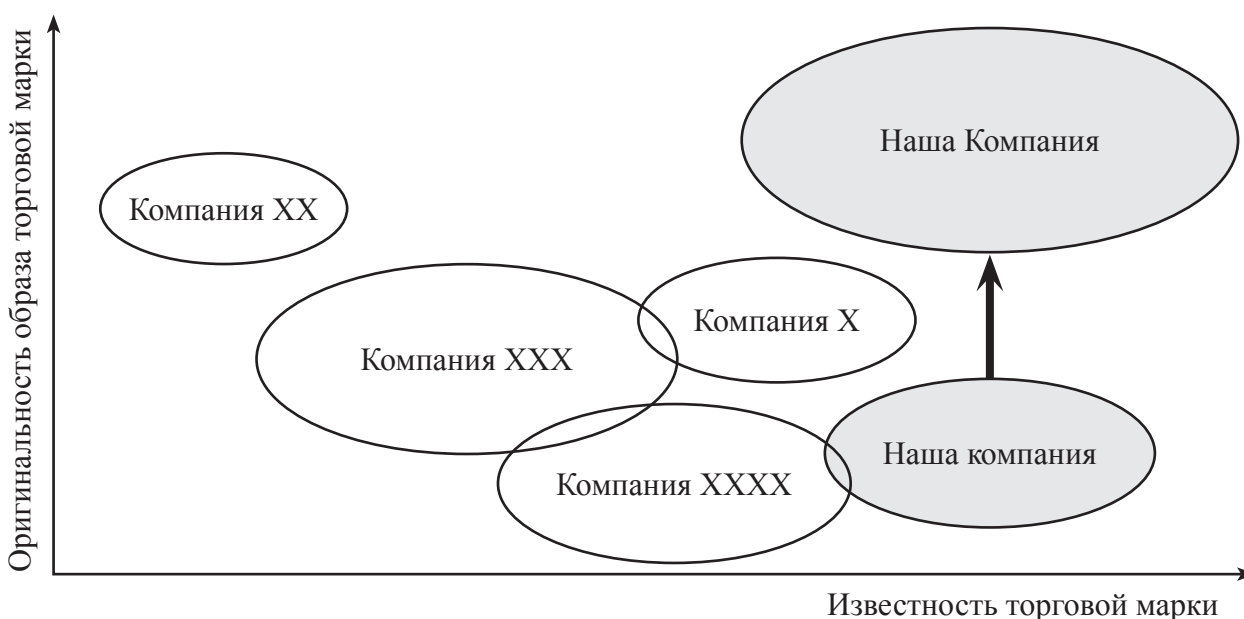 Оригинальность образа торговой марки
Наша Компания
Компания XX
Компания X
Компания XXX
Наша компания
Компания XXXX
Известность торговой марки